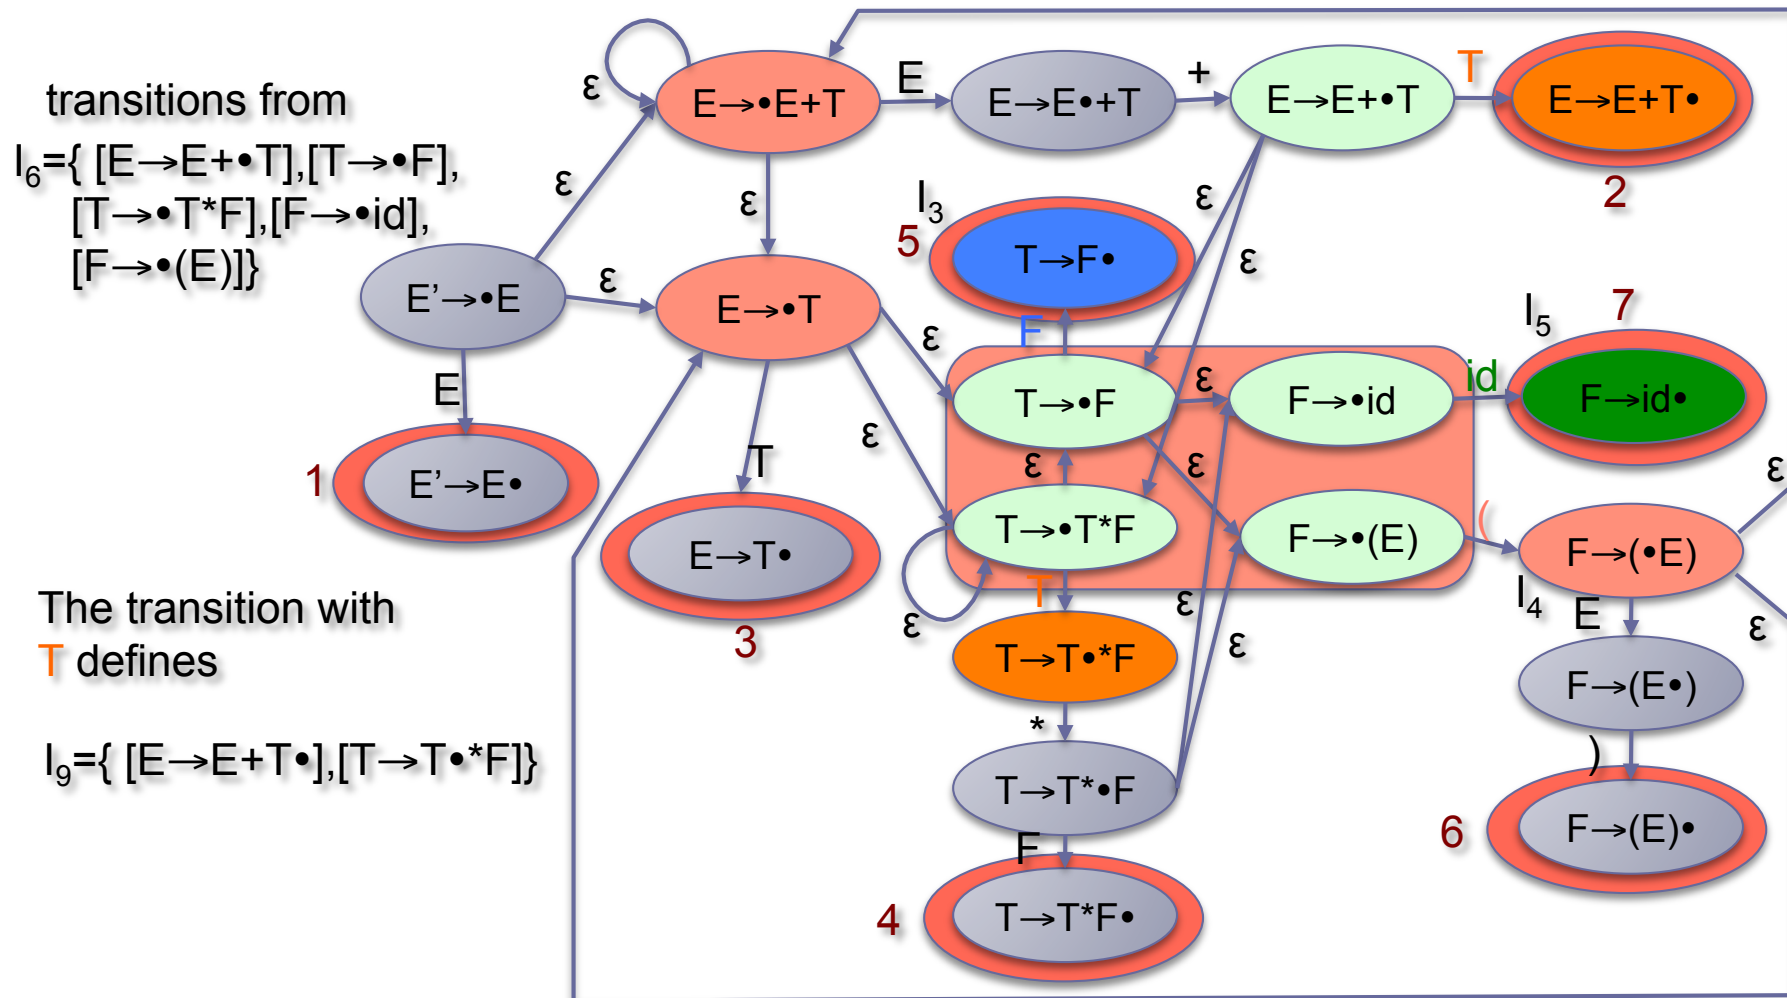 transitions from
I6={ [E→E+•T],[T→•F],
[T→•T*F],[F→•id],
[F→•(E)]}
The transition with
T defines
I9={ [E→E+T•],[T→T•*F]}
ε
E→•E+T
E
E→E•+T
+
E→E+•T
T
E→E+T•
2
ε
ε
ε
ε
ε
I3
5
T→F•
E'→•E
ε
E→•T
ε
F
I5
7
E
1
E'→E•
T
E→T•
3
ε
T→•F
ε
F→•id
id
F→id•
ε
ε
T→•T*F
F→•(E)
(
F→(•E)
I4
ε
ε
ε
T
ε
ε
E
T→T•*F
F→(E•)
*
)
T→T*•F
6
F→(E)•
F
4
T→T*F•